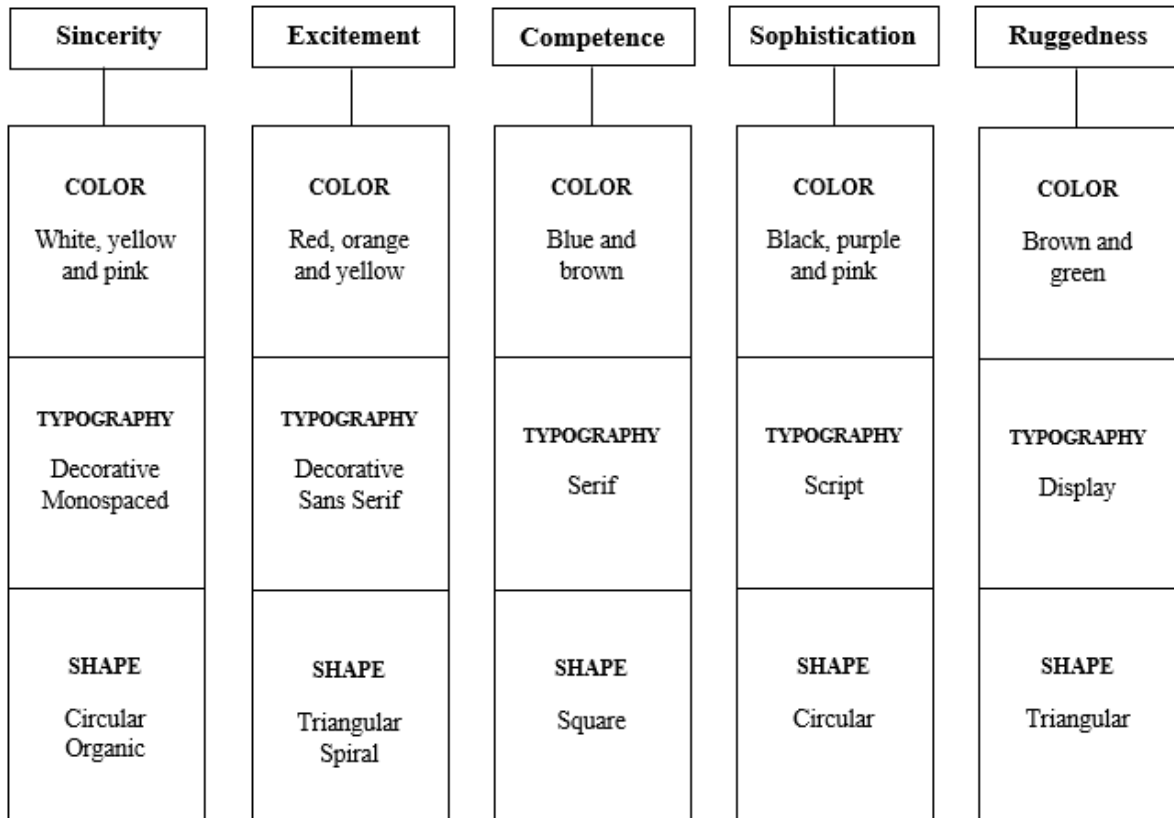 Sincerity
COLOR
White, yellow
and pink
TYPOGRAPHY
Decorative
Monospaced
SHAPE
Circular
Organic
Excitement
COLOR
Red, orange
and yellow
TYPOGRAPHY
Decorative
Sans Serif
SHAPE
Triangular
Spiral
Competence
COLOR
Blue and
brown
TYPOGRAPHY
Serif
SHAPE
Square
Sophistication
COLOR
Black, purple
and pink
TYPOGRAPHY
Script
SHAPE
Circular
Ruggedness
COLOR
Brown and
green
TYPOGRAPHY
Display
SHAPE
Triangular